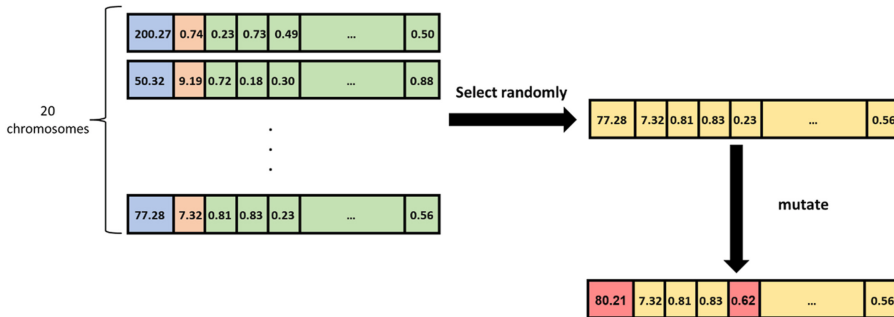 200.27 0.74 0.23 0.73 0.49 ... 0.50
50.32 9.19 0.72 0.18 0.30 ... 0.88
20
chromosomes
.
.
.
77.28 7.32 0.81 0.83 0.23 ... 0.56
Select randomly
77.28 7.32 0.81 0.83 0.23 ... 0.56
mutate
80.21 7.32 0.81 0.83 0.62 ... 0.56